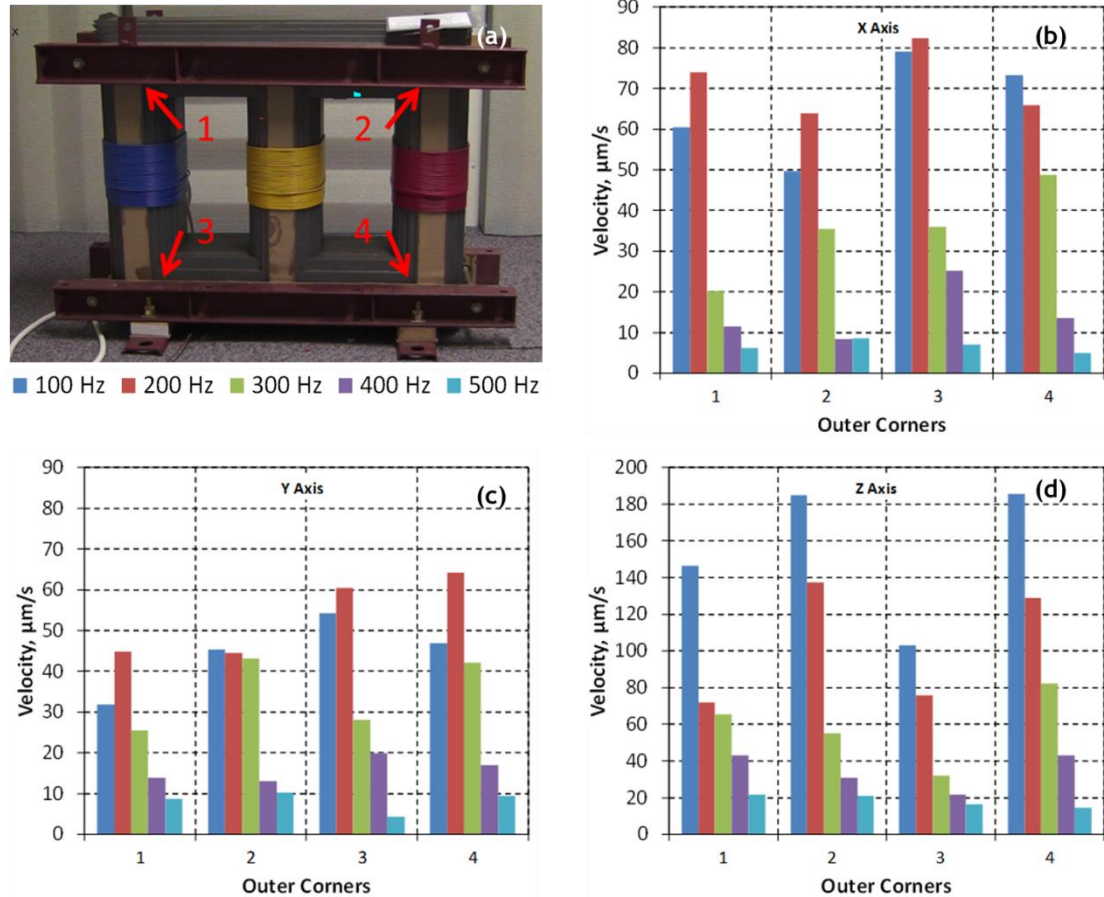 x
(a)
1
2
3
4
100 Hz 200 Hz 300 Hz 400 Hz 500 Hz
X Axis
(b)
Velocity, µm/s
90
80
70
60
50
40
30
20
10
0
1 2 3 4
Outer Corners
Y Axis
(c)
Velocity, µm/s
90
80
70
60
50
40
30
20
10
0
1 2 3 4
Outer Corners
Z Axis
(d)
Velocity, µm/s
200
180
160
140
120
100
80
60
40
20
0
1 2 3 4
Outer Corners